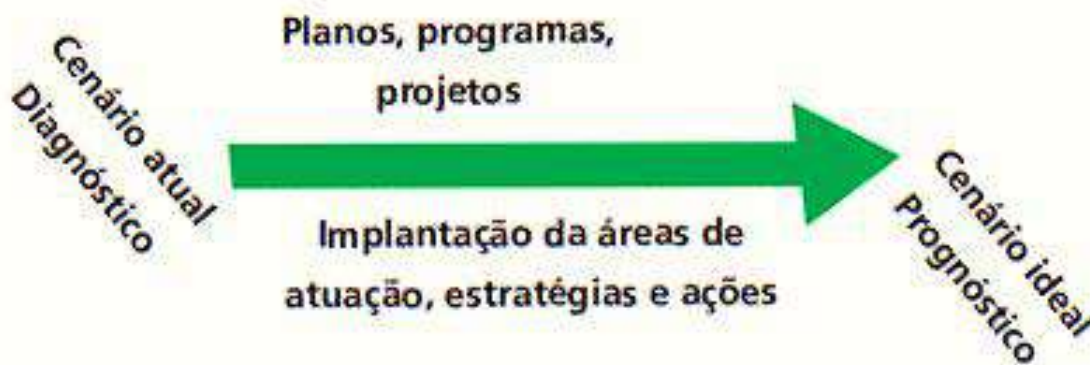 Cenário atual
Diagnóstico
Planos, programas,
projetos
Implantação da áreas de
atuação, estratégias e ações
Cenário ideal
Prognóstico